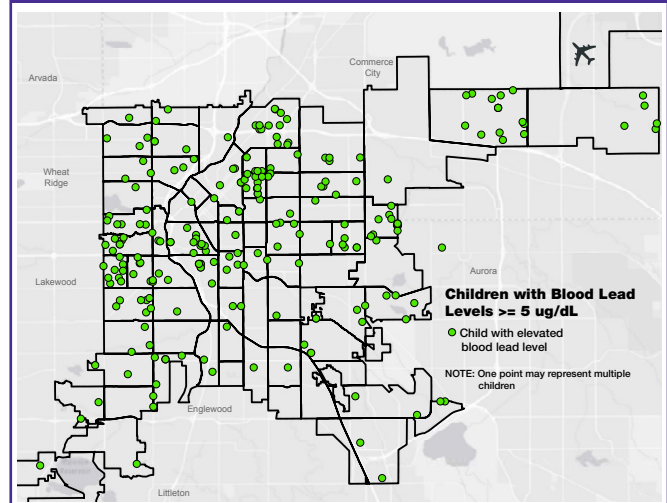 Arvada
Commerce
City
Wheat
Ridge
Lakewood
Aurora
Children with Blood Lead
Levels >= 5 ug/dL
Child with elevated
blood lead level
NOTE: One point may represent multiple
children
Englewood
Littleton